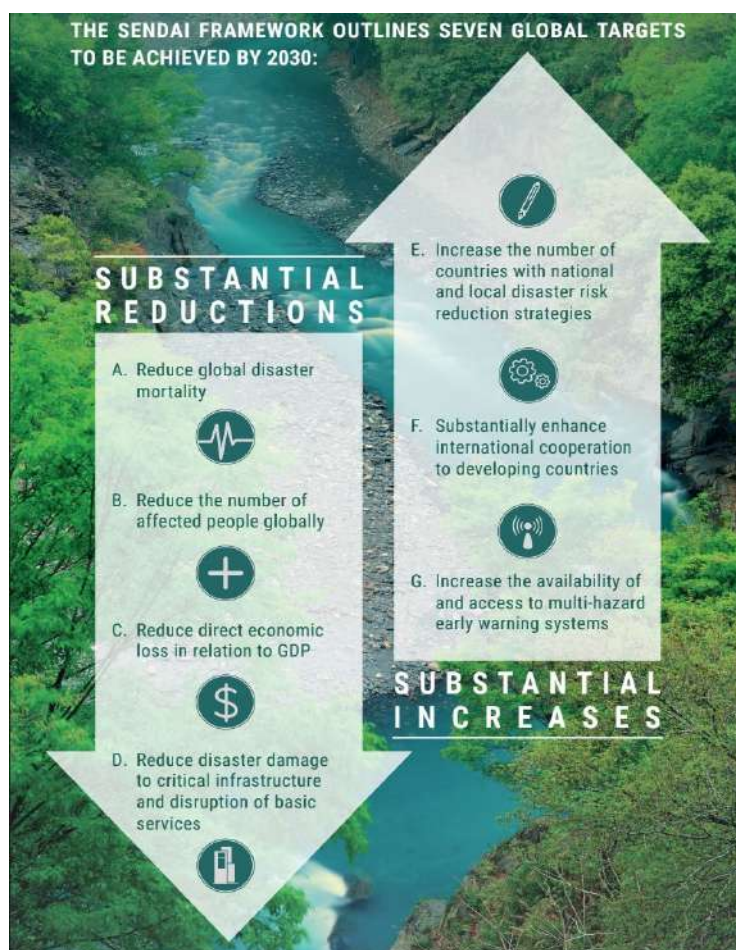 THE SENDAI FRAMEWORK OUTLINES SEVEN GLOBAL TARGETS
TO BE ACHIEVED BY 2030:
SUBSTANTIAL
REDUCTIONS
A. Reduce global disaster
mortality
B. Reduce the number of
affected people globally
C. Reduce direct economic
loss in relation to GDP
$
D. Reduce disaster damage
to critical infrastructure
and disruption of basic
services
E. Increase the number of
countries with national
and local disaster risk
reduction strategies
F. Substantially enhance
international cooperation
to developing countries
G. Increase the availability of
and access to multi-hazard
early warning systems
SUBSTANTIAL
INCREASES